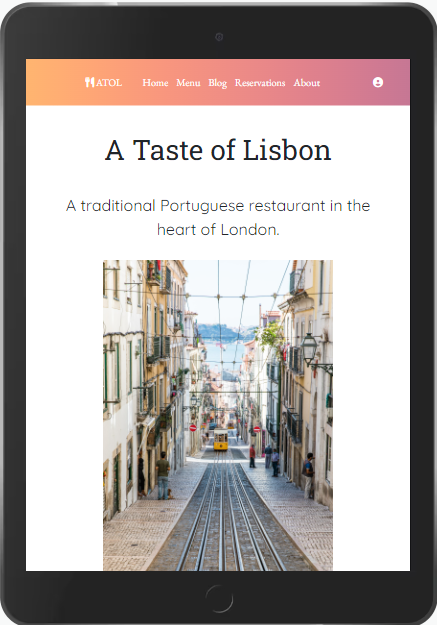 ATOL Home Menu Blog Reservations About
A Taste of Lisbon
A traditional Portuguese restaurant in the
heart of London.